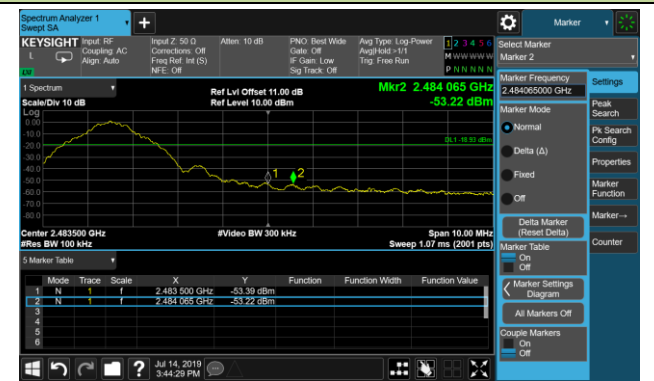 Spectrum Analyzer 1
Swept SA
Marker
KEYSIGHT Input: RF Input Z: 50 Ω Atten: 10 dB PNO: Best Wide Avg Type: Log-Power 1 2 3 4 5 6
L Coupling: AC Corrections: Off Gate: Off Avg|Hold:>1/1 M W W W W W
Align: Auto Freq Ref: Int (S) IF Gain: Low Trig: Free Run
NFE: Off Sig Track: Off P N N N N N
Select Marker
Marker 2
1 Spectrum
Ref Lvl Offset 11.00 dB
Mkr2 2.484 065 GHz
Scale/Div 10 dB
Ref Level 10.00 dBm
-53.22 dBm
Log
0.00
-10.0
-20.0
-30.0
-40.0
-50.0
-60.0
-70.0
-80.0
DL1 -18.93 dBm
1
2
Center 2.483500 GHz #Video BW 300 kHz Span 10.00 MHz
#Res BW 100 kHz Sweep 1.07 ms (2001 pts)
5 Marker Table
Mode Trace Scale X Y Function Function Width Function Value
1 N 1 f 2.483 500 GHz -53.39 dBm
2 N 1 f 2.484 065 GHz -53.22 dBm
3
4
5
6
Marker Frequency
2.484065000 GHz
Marker Mode
Normal
Delta (Δ)
Fixed
Off
Delta Marker
(Reset Delta)
Marker Table
On
Off
Marker Settings
Diagram
All Markers Off
Couple Markers
On
Off
Settings
Peak
Search
Pk Search
Config
Properties
Marker
Function
Marker→
Counter
?
Jul 14, 2019
3:44:29 PM